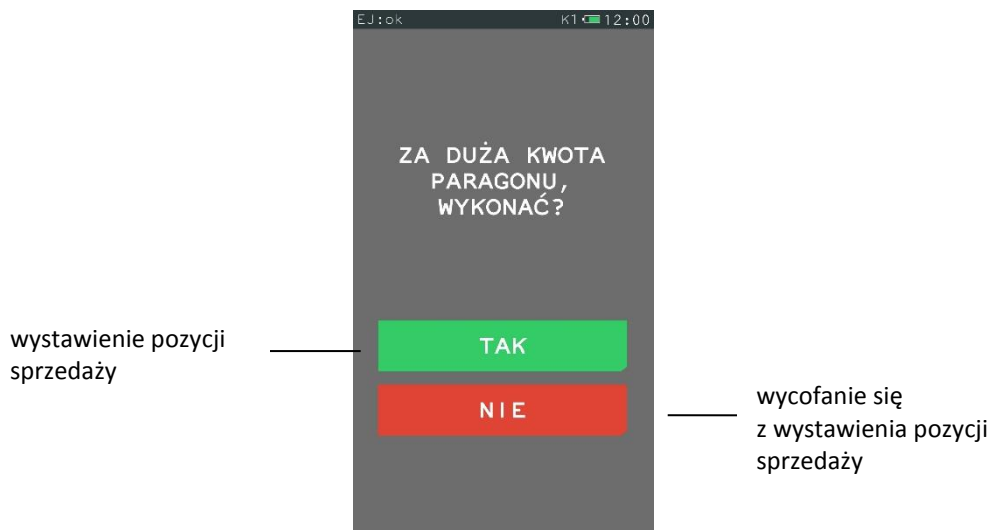 EJ:ok K1 12:00
ZA DUŻA KWOTA
PARAGONU,
WYKONAĆ?
wystawienie pozycji
sprzedaży
TAK
NIE
wycofanie się
z wystawienia pozycji
sprzedaży